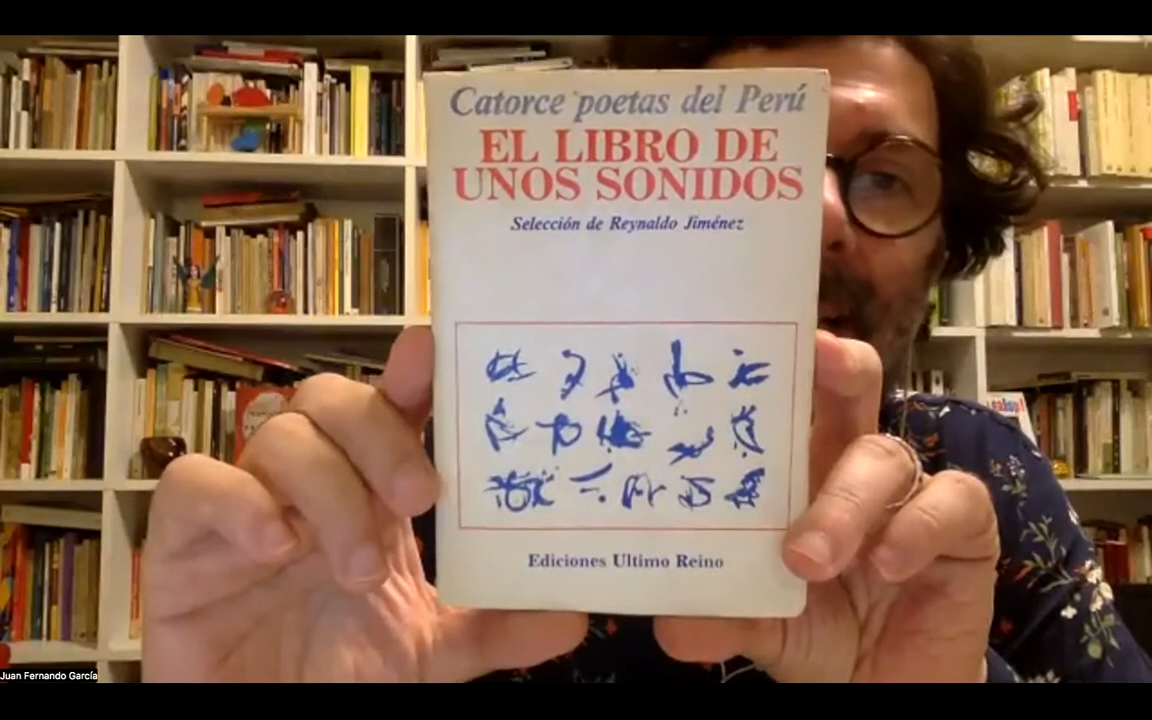 Catorce poetas del Perú
EL LIBRO DE
UNOS SONIDOS
Selección de Reynaldo Jiménez
Ediciones Ultimo Reino
Juan Fernando García